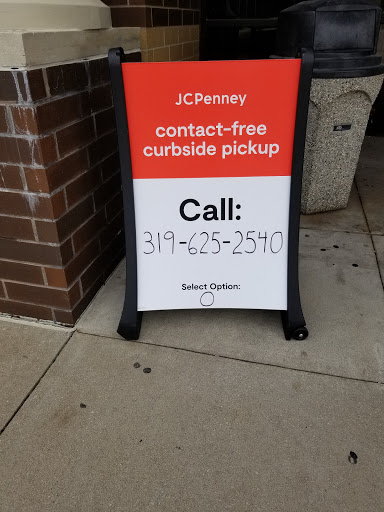 JCPenney
contact-free
curbside pickup
Call:
319-625-2540
Select Option:
0